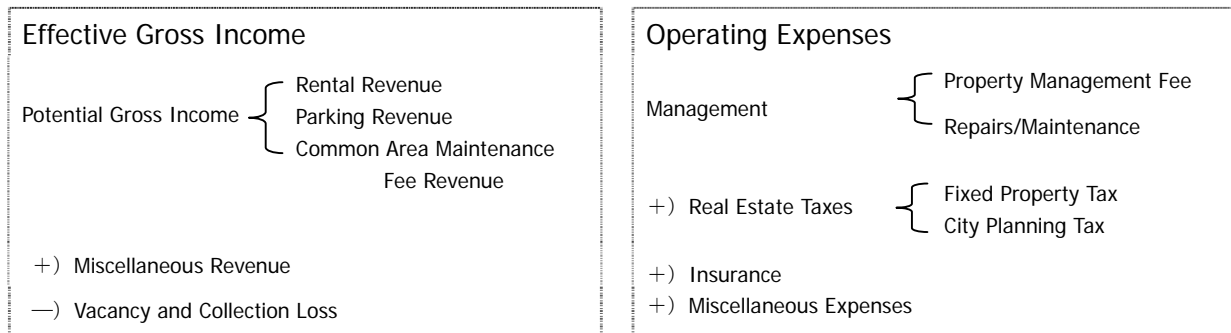 Effective Gross Income
Potential Gross Income
Rental Revenue
Parking Revenue
Common Area Maintenance
Fee Revenue
+) Miscellaneous Revenue
—) Vacancy and Collection Loss
Operating Expenses
Management
Property Management Fee
Repairs/Maintenance
+) Real Estate Taxes
Fixed Property Tax
City Planning Tax
+) Insurance
+) Miscellaneous Expenses